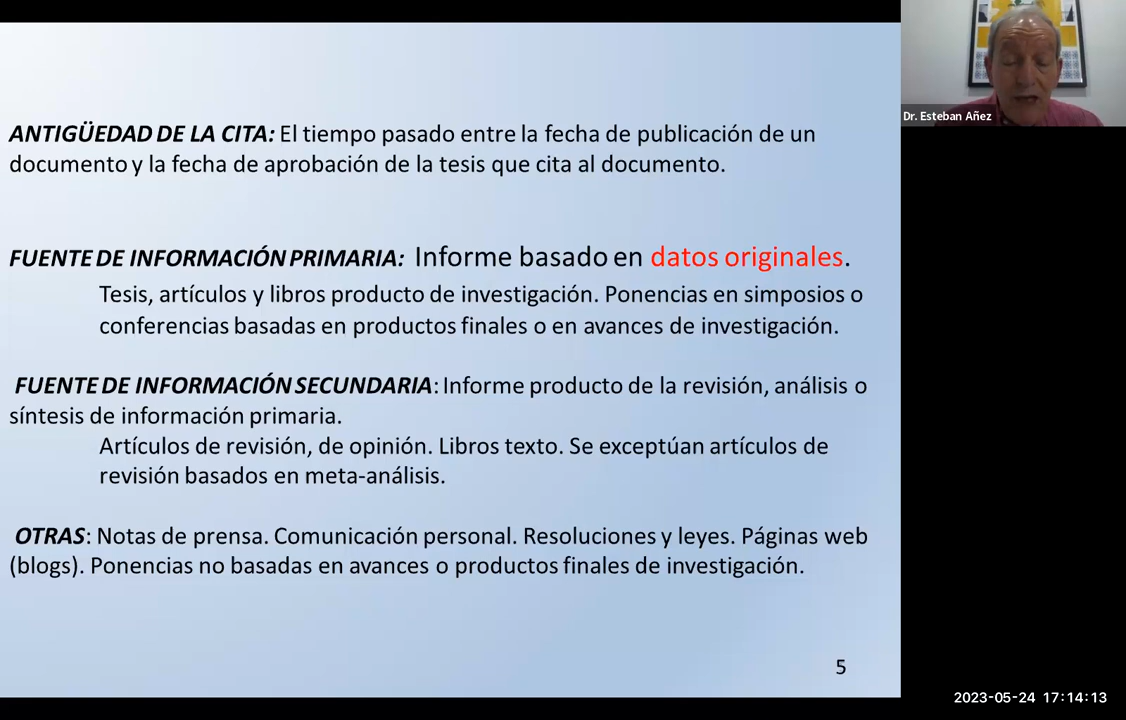 ANTIGÜEDAD DE LA CITA: El tiempo pasado entre la fecha de publicación de un
documento y la fecha de aprobación de la tesis que cita al documento.
FUENTE DE INFORMACIÓN PRIMARIA: Informe basado en datos originales.
Tesis, artículos y libros producto de investigación. Ponencias en simposios o
conferencias basadas en productos finales o en avances de investigación.
FUENTE DE INFORMACIÓN SECUNDARIA: Informe producto de la revisión, análisis o
síntesis de información primaria.
Artículos de revisión, de opinión. Libros texto. Se exceptúan artículos de
revisión basados en meta-análisis.
OTRAS: Notas de prensa. Comunicación personal. Resoluciones y leyes. Páginas web
(blogs). Ponencias no basadas en avances o productos finales de investigación.
5
Dr. Esteban Añez
2023-05-24 17:14:13